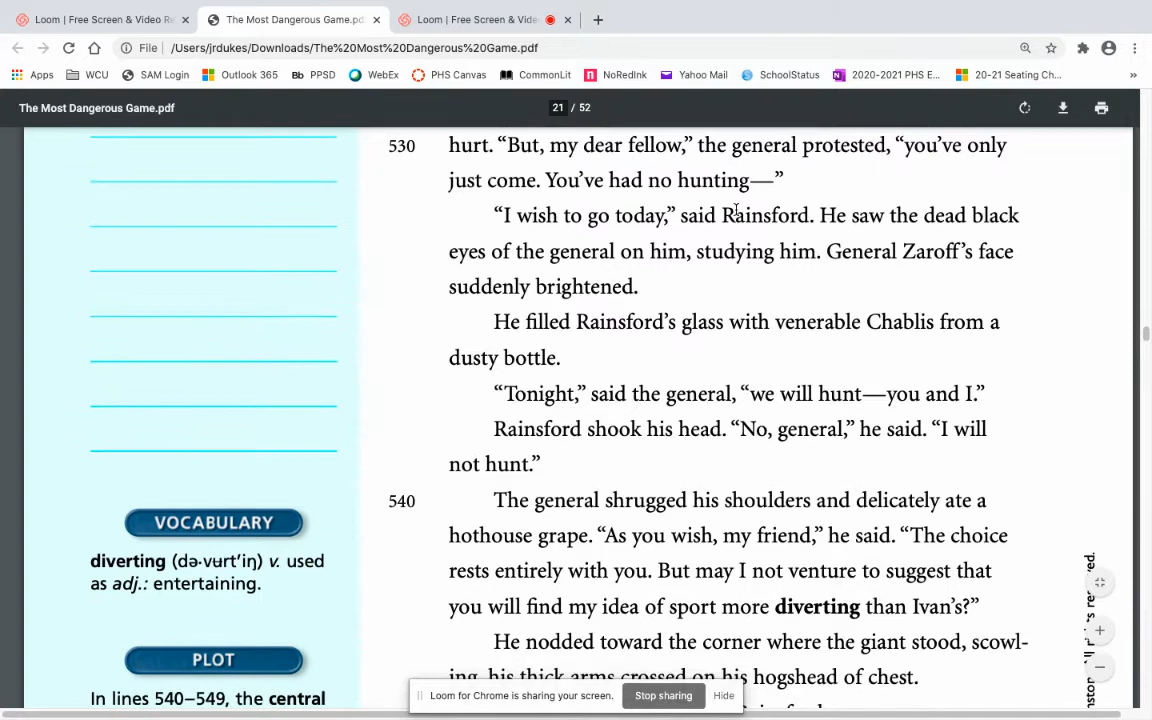 Loom | Free Screen & Video Re
The Most Dangerous Game.pd
Loom | Free Screen & Vide
File
/Users/jrdukes/Downloads/The%20Most%20Dangerous%20Game.pdf
Apps
WCU
SAM Login
Outlook 365
Bb PPSD
WebEx
PHS Canvas
CommonLit
NoRedInk
Yahoo Mail
SchoolStatus
2020-2021 PHS E...
20-21 Seating Ch...
»
The Most Dangerous Game.pdf
21 / 52
530 hurt. “But, my dear fellow,” the general protested, “you’ve only
just come. You’ve had no hunting—”
“I wish to go today,” said Rainsford. He saw the dead black
eyes of the general on him, studying him. General Zaroff’s face
suddenly brightened.
He filled Rainsford’s glass with venerable Chablis from a
dusty bottle.
“Tonight,” said the general, “we will hunt—you and I.”
Rainsford shook his head. “No, general,” he said. “I will
not hunt.”
540 The general shrugged his shoulders and delicately ate a
hothouse grape. “As you wish, my friend,” he said. “The choice
rests entirely with you. But may I not venture to suggest that
you will find my idea of sport more diverting than Ivan’s?”
He nodded toward the corner where the giant stood, scowl-
ing, his thick arms crossed on his hogshead of chest.
VOCABULARY
diverting (də·vʉrt′iŋ) v. used
as adj.: entertaining.
PLOT
In lines 540–549, the central
Loom for Chrome is sharing your screen.
Stop sharing
Hide